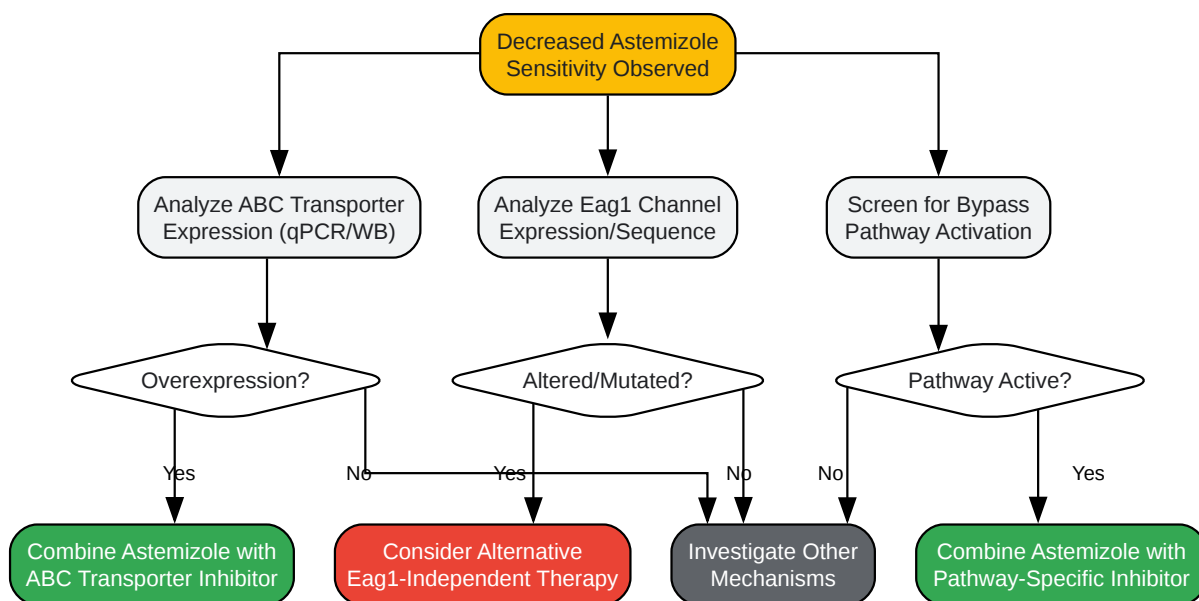 Decreased Astemizole
Sensitivity Observed
Analyze ABC Transporter
Expression (qPCR/WB)
Analyze Eag1 Channel
Expression/Sequence
Screen for Bypass
Pathway Activation
Overexpression?
Altered/Mutated?
Pathway Active?
Yes
No
Yes
No
No
Yes
Combine Astemizole with
ABC Transporter Inhibitor
Consider Alternative
Eag1-Independent Therapy
Investigate Other
Mechanisms
Combine Astemizole with
Pathway-Specific Inhibitor